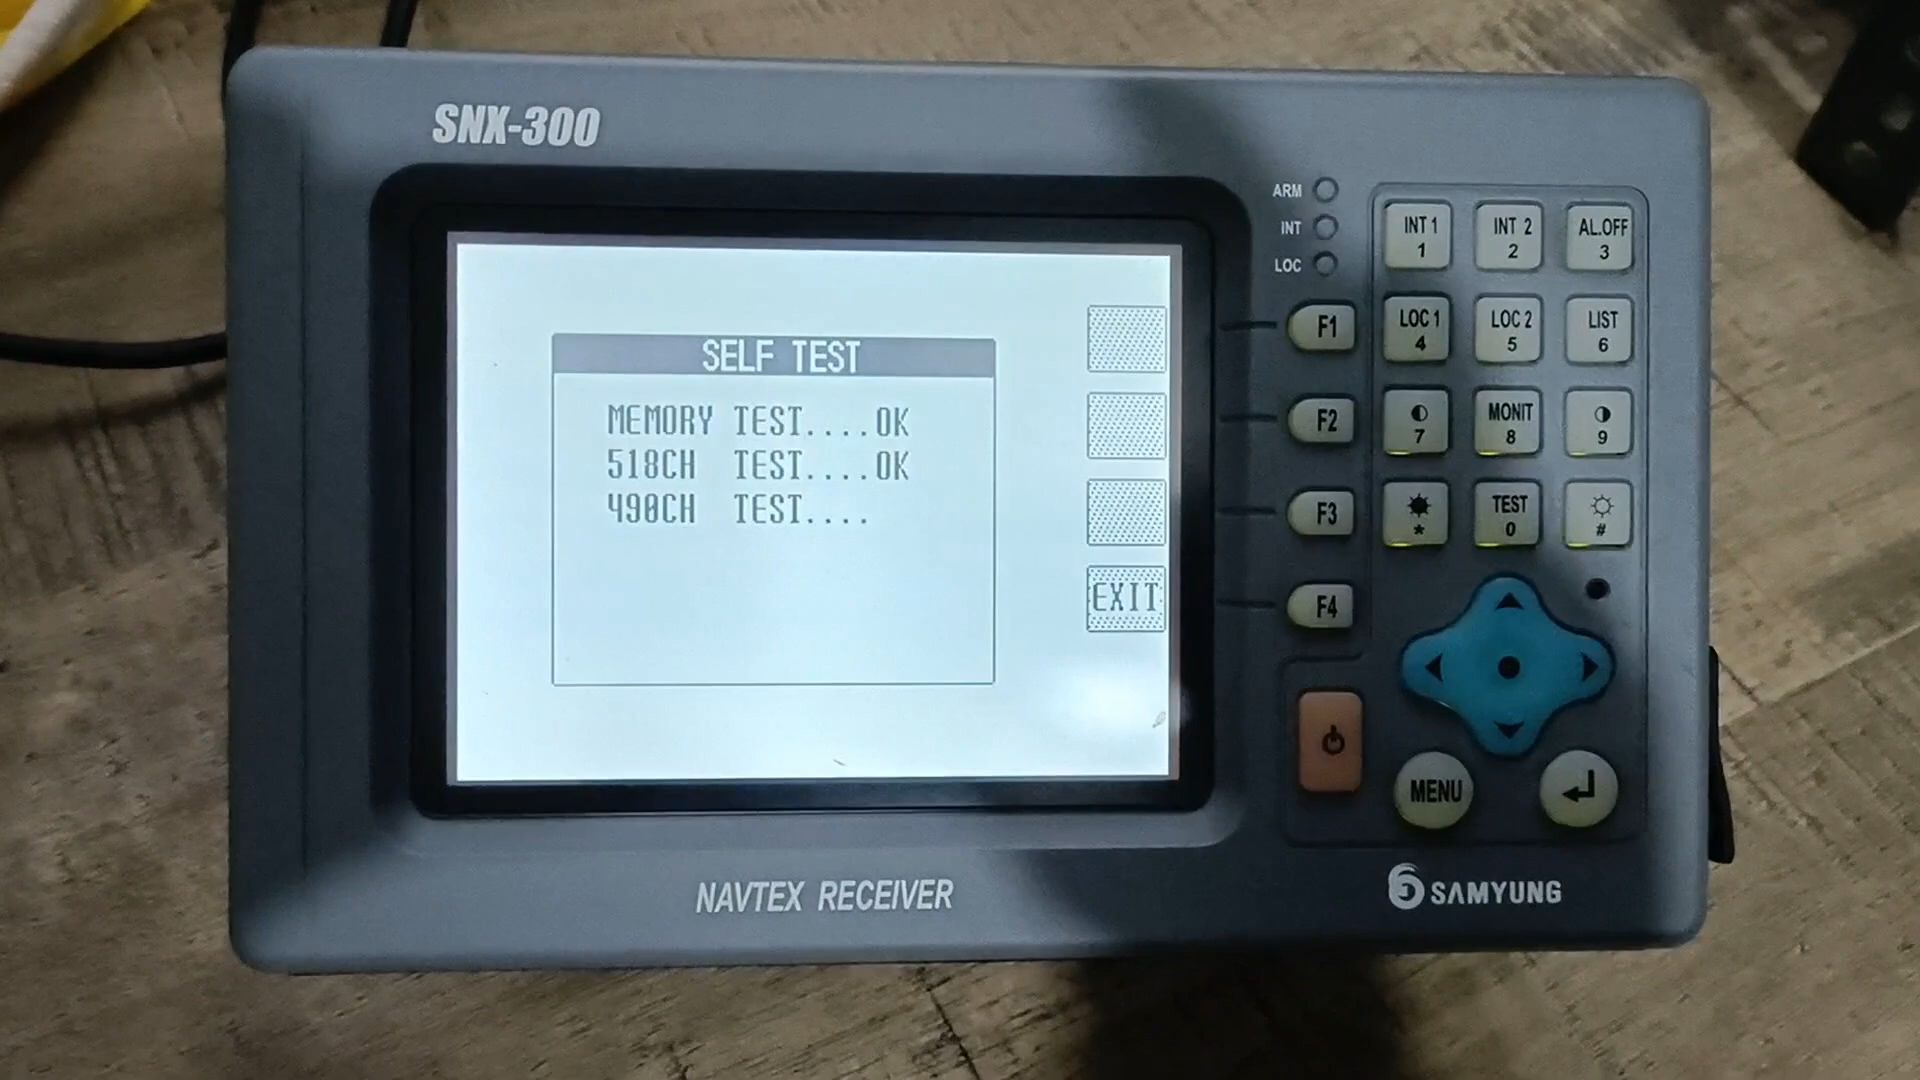 SNX-300
SELF TEST
MEMORY TEST....OK
518CH TEST....OK
490CH TEST....
EXIT
ARM
INT
LOC
F1
F2
F3
F4
INT 1
1
INT 2
2
AL.OFF
3
LOC 1
4
LOC 2
5
LIST
6
7
MONIT
8
9
*
TEST
0
#
MENU
NAVTEX RECEIVER
SAMYUNG